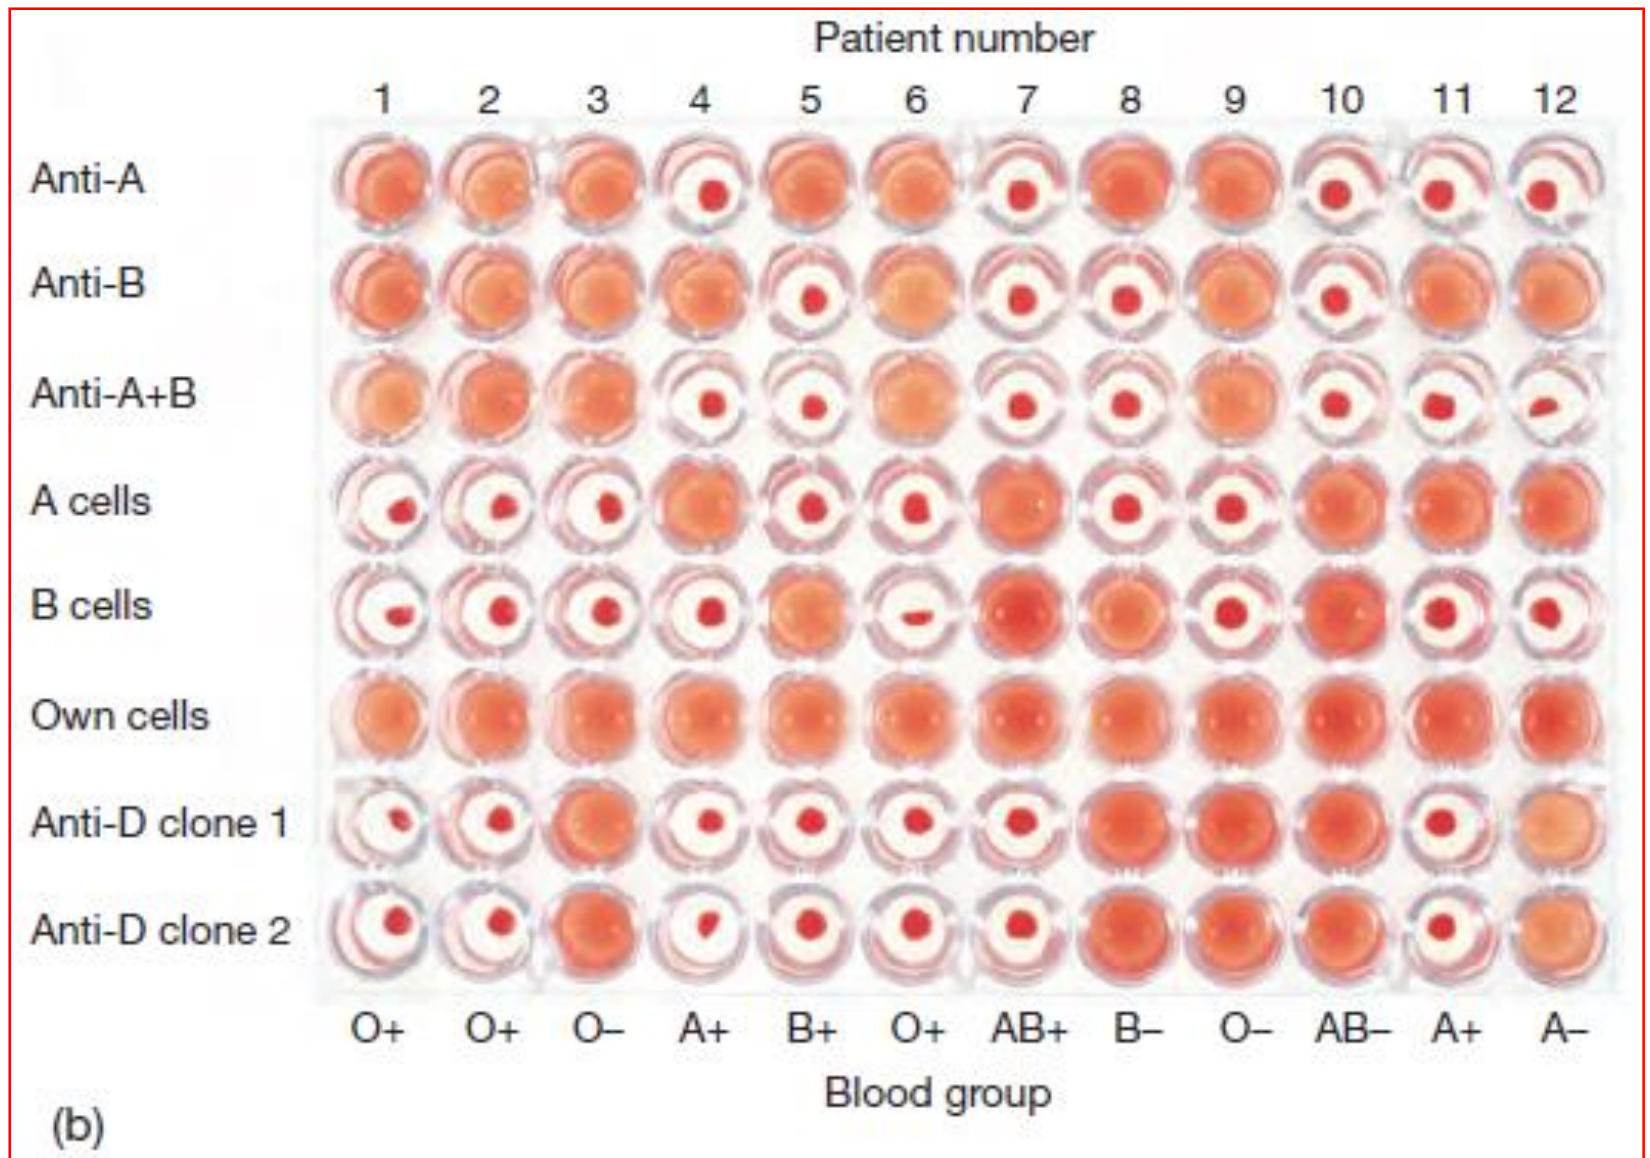 Patient number
1 2 3 4 5 6 7 8 9 10 11 12
Anti-A
Anti-B
Anti-A+B
A cells
B cells
Own cells
Anti-D clone 1
Anti-D clone 2
O+ O+ O– A+ B+ O+ AB+ B– O– AB– A+ A–
Blood group
(b)